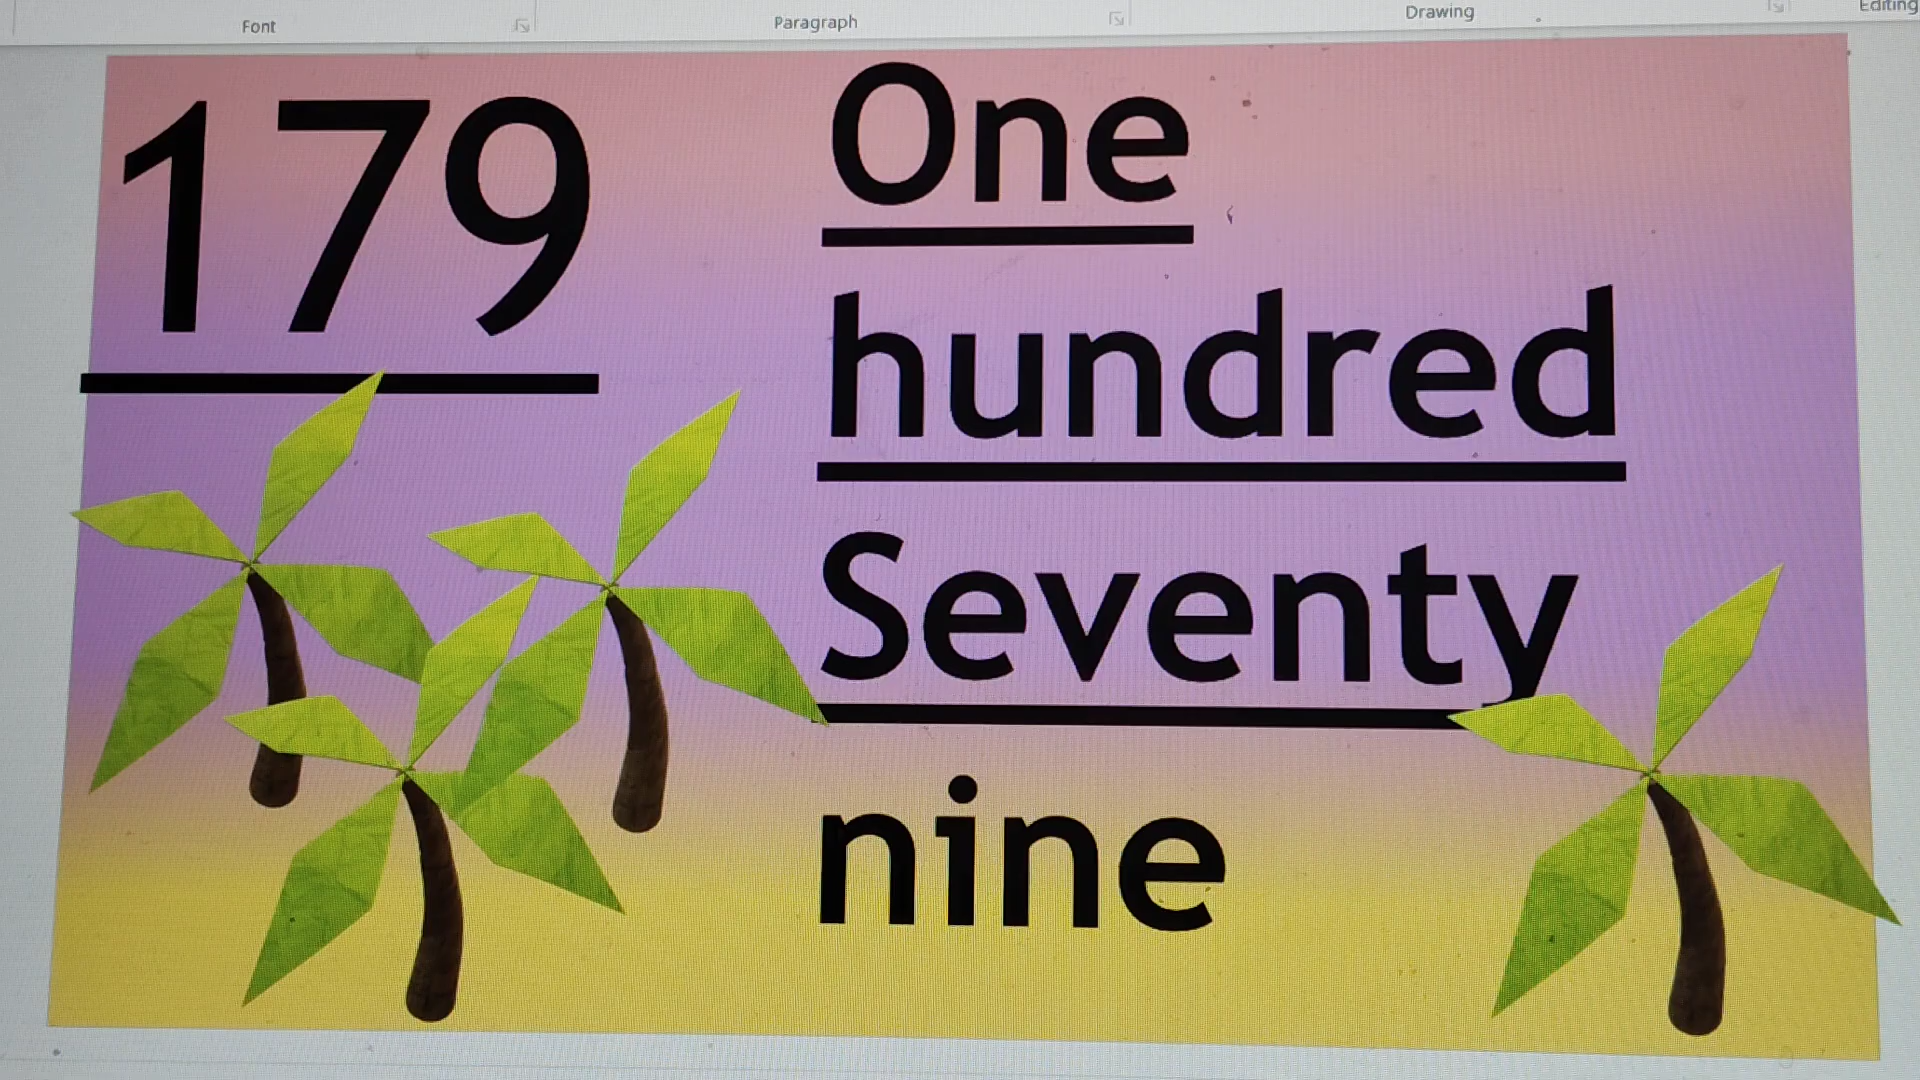 Font
Paragraph
Drawing
Editing
179
One
hundred
Seventy
nine